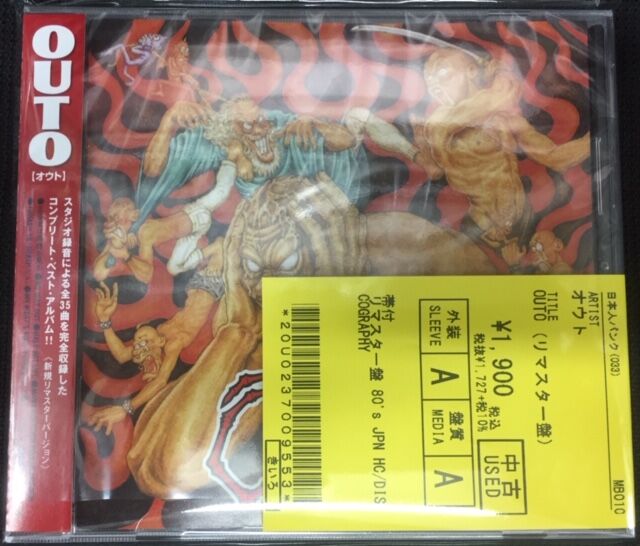 OUTO
【オウト】
スタジオ録音による全35曲を完全収録した
コンプリート・ベスト・アルバム!!(新規リマスターバージョン)
日本人/パンク(033)
MB010
ARTIST
オウト
TITLE
OUTO (リマスター盤)
¥1,900 税込
税抜¥1,727+税10%
中古
USED
外装
SLEEVE
A
盤質
MEDIA
A
帯付
リマスター盤 80's JPN HC/DIS
COGRAPHY
*20U0237009553*
きいろ